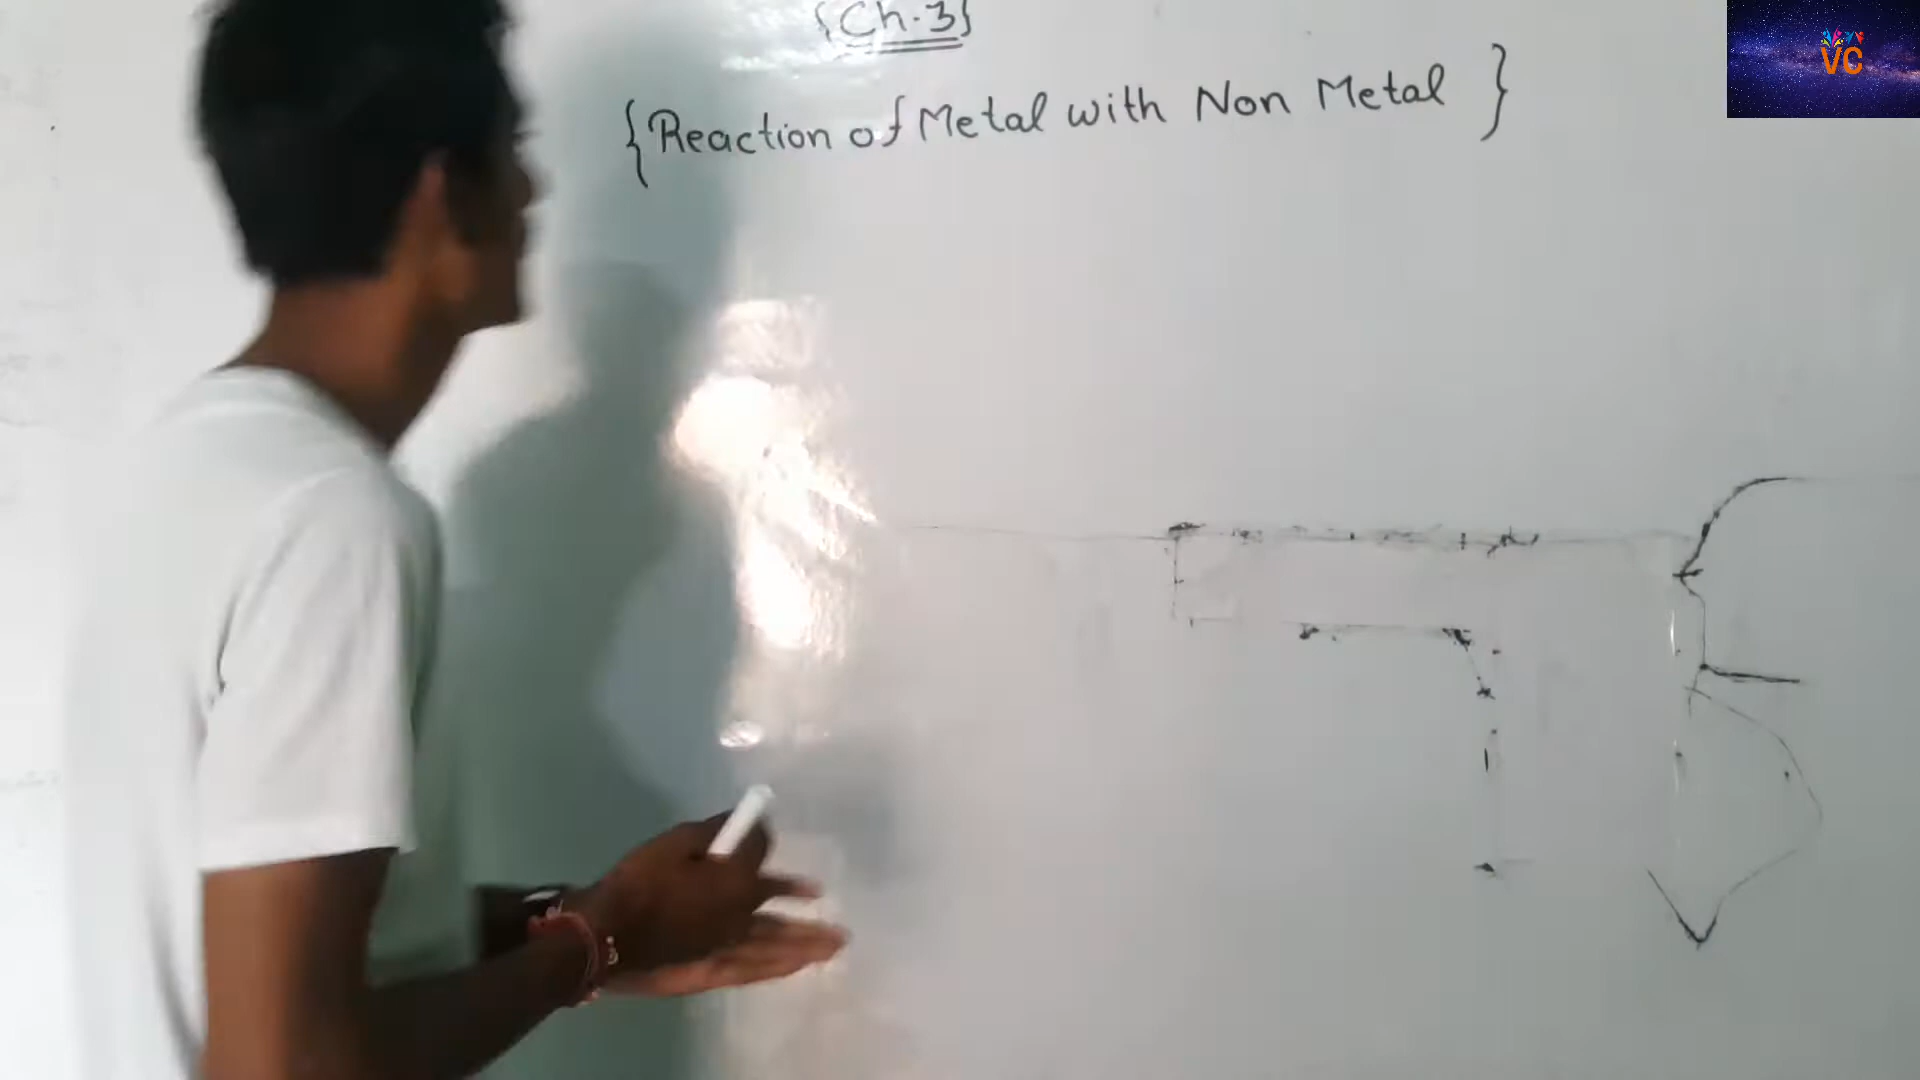 {Ch.3}
{Reaction of Metal with Non Metal}
VC